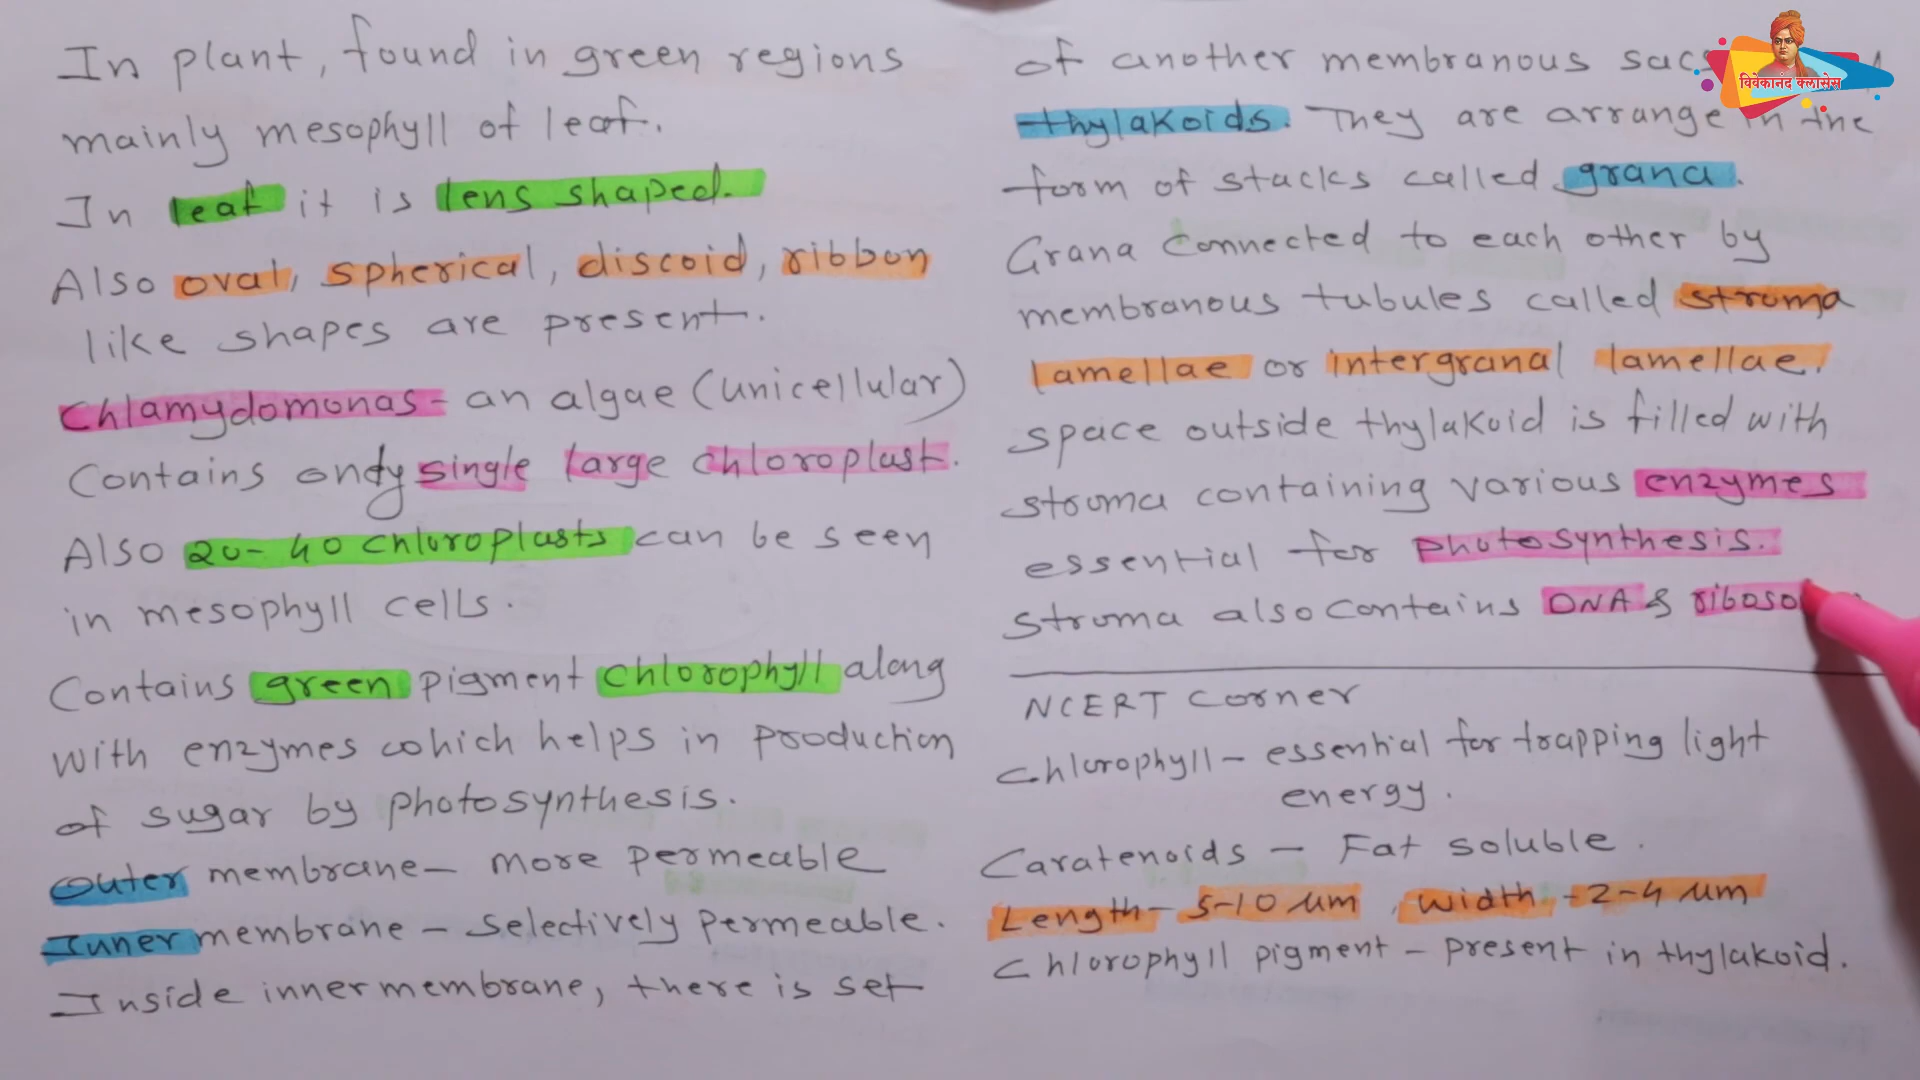 In plant, found in green regions
mainly mesophyll of leaf.
In leaf it is lens shaped.
Also oval, spherical, discoid, ribbon
like shapes are present.
Chlamydomonas - an algae (unicellular)
Contains only single large chloroplast.
Also 20-40 chloroplasts can be seen
in mesophyll cells.
Contains green pigment chlorophyll along
with enzymes which helps in production
of sugar by photosynthesis.
Outer membrane - more permeable
Inner membrane - selectively permeable.
Inside inner membrane, there is set
of another membranous sacs
thylakoids. They are arrange in the
form of stacks called grana.
Grana connected to each other by
membranous tubules called stroma
lamellae or intergranal lamellae.
space outside thylakoid is filled with
stroma containing various enzymes
essential for photosynthesis.
stroma also contains DNA &
NCERT Corner
Chlorophyll - essential for trapping light
energy.
Caratenoids - Fat soluble.
Length - 5-10 μm, width - 2-4 μm
Chlorophyll pigment - present in thylakoid.
विवेकानंद क्लासेस